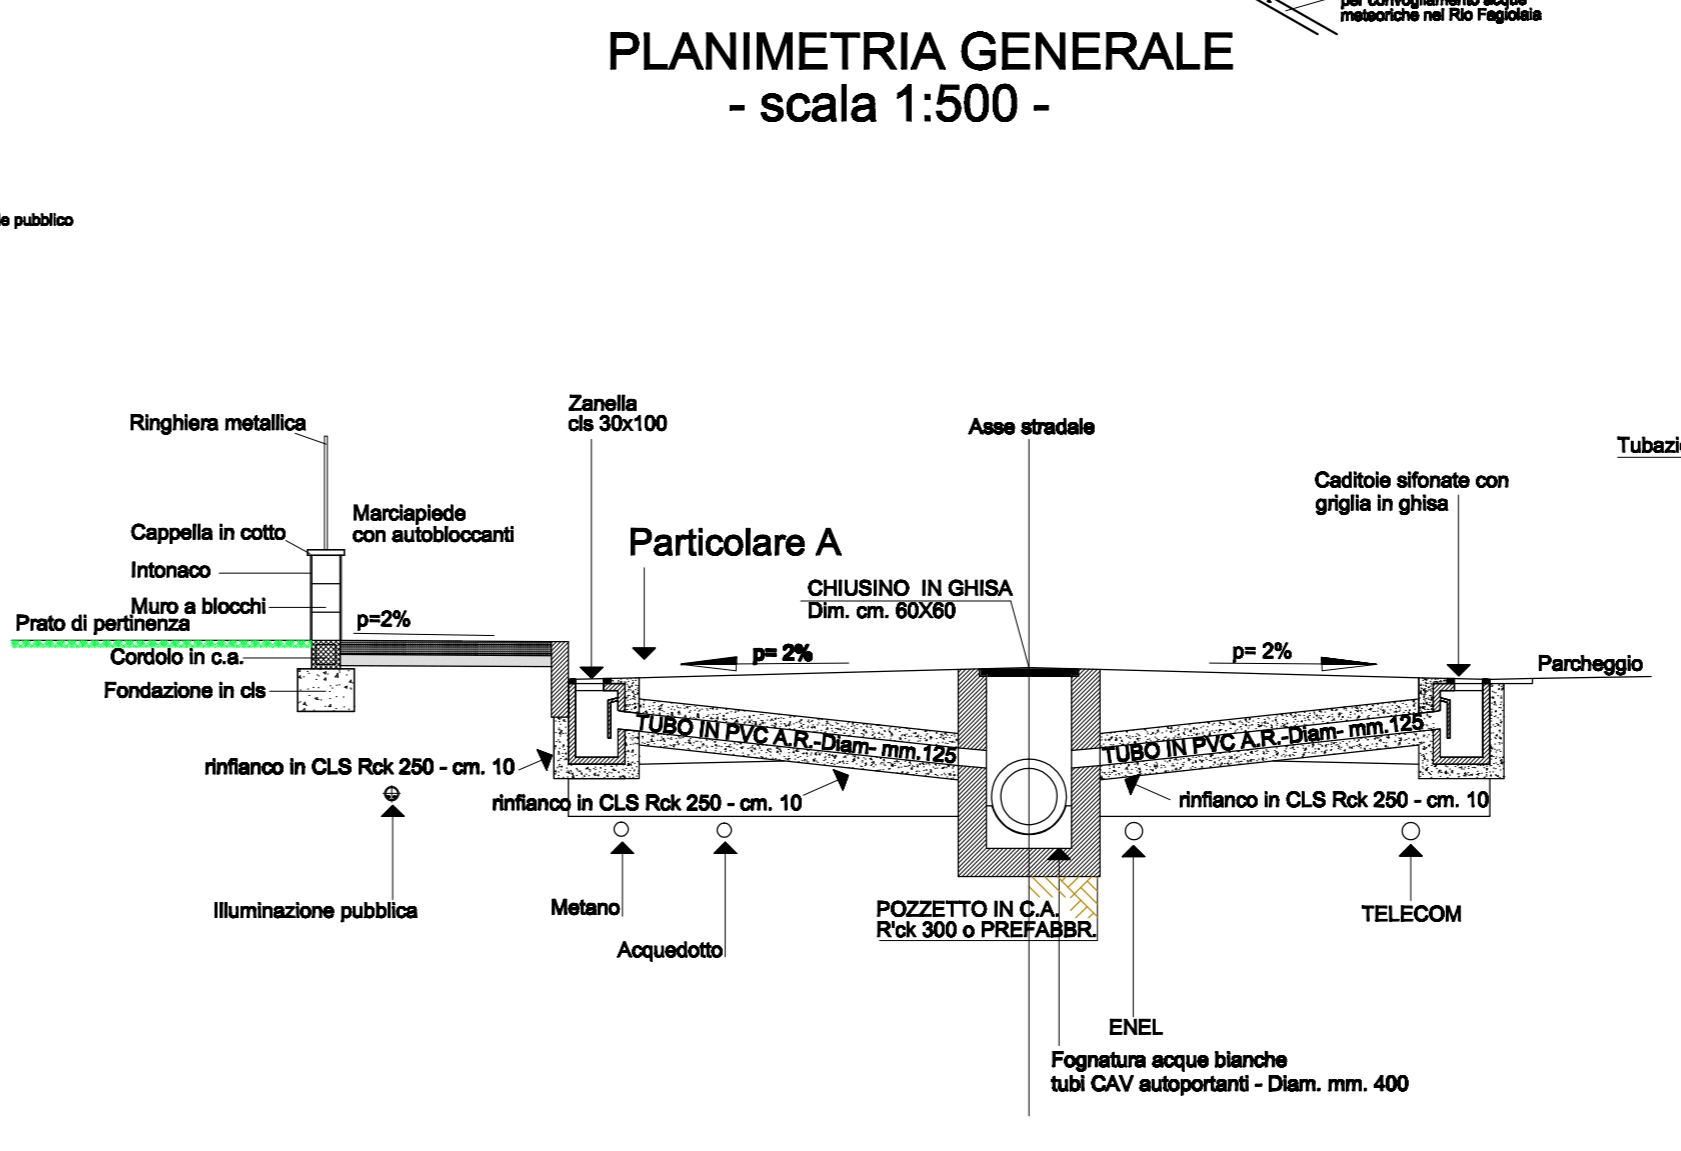 per convogliamento acque
meteoriche nel Rio Fagiolaia
PLANIMETRIA GENERALE
- scala 1:500 -
e pubblico
Ringhiera metallica
Zanella
cls 30x100
Asse stradale
Tubazi
Caditoie sifonate con
griglia in ghisa
Cappella in cotto
Marciapiede
con autobloccanti
Particolare A
Intonaco
CHIUSINO IN GHISA
Dim. cm. 60X60
Muro a blocchi
Prato di pertinenza
p=2%
p= 2%
p= 2%
Cordolo in c.a.
Parcheggio
Fondazione in cls
TUBO IN PVC A.R.-Diam- mm.125
TUBO IN PVC A.R.-Diam- mm.125
rinfianco in CLS Rck 250 - cm. 10
rinfianco in CLS Rck 250 - cm. 10
rinfianco in CLS Rck 250 - cm. 10
Illuminazione pubblica
Metano
POZZETTO IN C.A.
R'ck 300 o PREFABBR.
TELECOM
Acquedotto
ENEL
Fognatura acque bianche
tubi CAV autoportanti - Diam. mm. 400